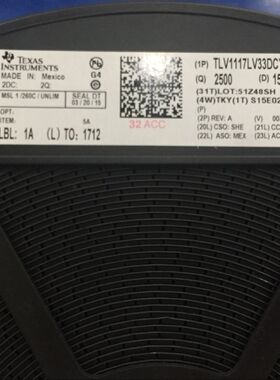 TEXAS INSTRUMENTS
MADE IN: Mexico
2DC: 2Q:
G4
MSL 1 /260C / UNLIM
SEAL DT
03 / 20 / 15
OPT:
ITEM: 5A
LBL: 1A (L) TO: 1712
32 ACC
(1P) TLV1117LV33DC
(Q) 2500 (D) 15
(31T)LOT:51Z48SH
(4W)TKY(1T) S15E02
(P)
(2P) REV: A (V) 00
(20L) CSO: SHE (21L) CCO
(22L) ASO: MEX (23L) AC